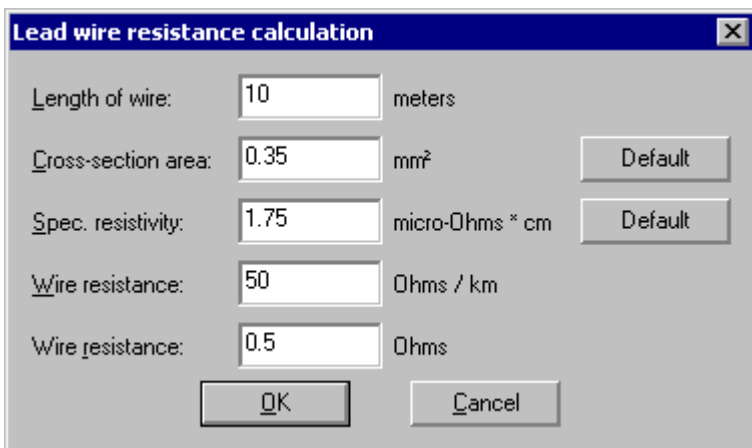 Lead wire resistance calculation
Length of wire: 10 meters
Cross-section area: 0.35 mm² Default
Spec. resistivity: 1.75 micro-Ohms * cm Default
Wire resistance: 50 Ohms / km
Wire resistance: 0.5 Ohms
OK Cancel